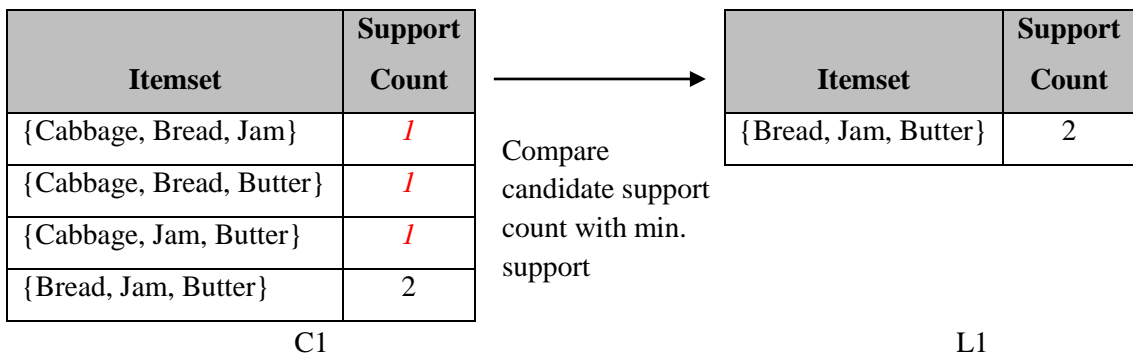 Itemset Support Count
{Cabbage, Bread, Jam} 1
{Cabbage, Bread, Butter} 1
{Cabbage, Jam, Butter} 1
{Bread, Jam, Butter} 2
C1
Compare
candidate support
count with min.
support
Itemset Support Count
{Bread, Jam, Butter} 2
L1